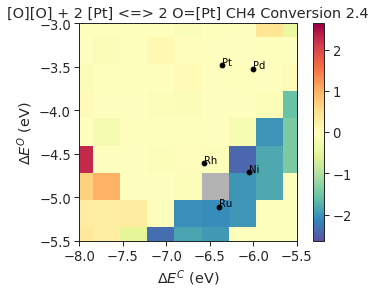 [O][O] + 2 [Pt] <=> 2 O=[Pt] CH4 Conversion 2.4
−3.0
−3.5
−4.0
−4.5
−5.0
−5.5
ΔE^O (eV)
Pt
Pd
Rh
Ni
Ru
−8.0 −7.5 −7.0 −6.5 −6.0 −5.5
ΔE^C (eV)
2
1
0
−1
−2